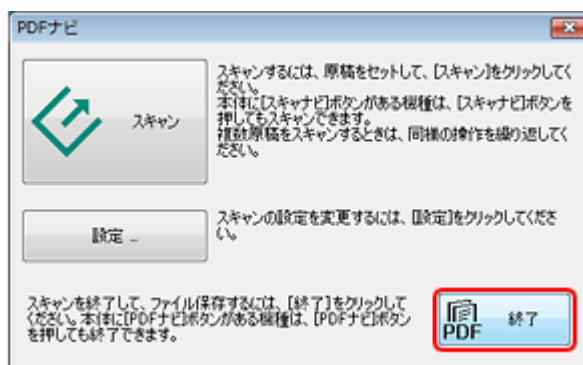 PDFナビ
スキャン
スキャンするには、原稿をセットして、[スキャン]をクリックしてく
ださい。
本体に[スキャナビ]ボタンがある機種は、[スキャナビ]ボタンを
押してもスキャンできます。
複数原稿をスキャンするときは、同様の操作を繰り返して
ください。
設定 ...
スキャンの設定を変更するには、[設定]をクリックしてくださ
い。
スキャンを終了して、ファイル保存するには、[終了]をクリックして
ください。本体に[PDFナビ]ボタンがある機種は、[PDFナビ]ボタン
を押しても終了できます。
PDF
終了